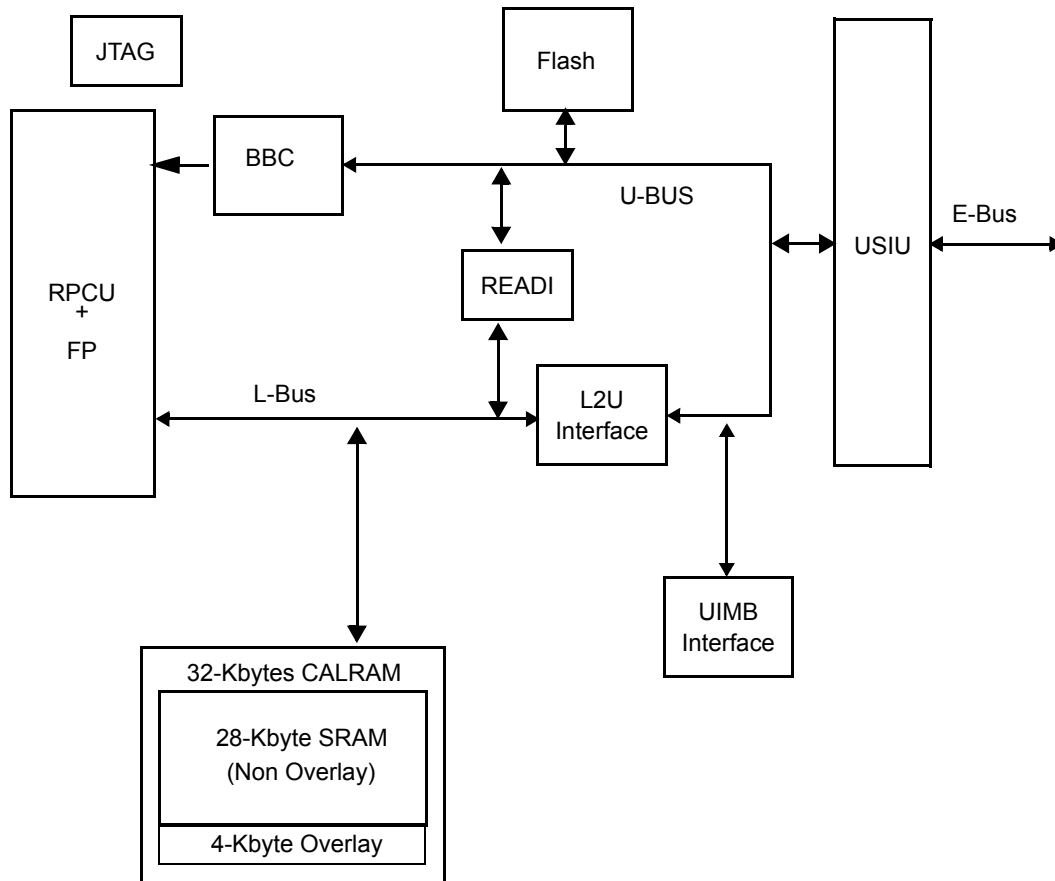 JTAG
Flash
BBC
U-BUS
E-Bus
USIU
READI
RPCU
+
FP
L-Bus
L2U
Interface
UIMB
Interface
32-Kbytes CALRAM
28-Kbyte SRAM
(Non Overlay)
4-Kbyte Overlay